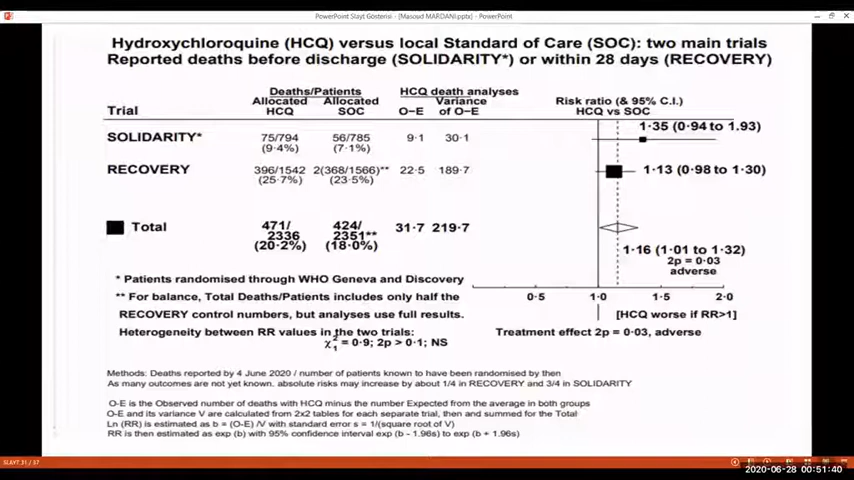 PowerPoint Slayt Gösterisi - [Masoud MARDANİ.pptx] - PowerPoint
Hydroxychloroquine (HCQ) versus local Standard of Care (SOC): two main trials
Reported deaths before discharge (SOLIDARITY*) or within 28 days (RECOVERY)
Deaths/Patients HCQ death analyses
Allocated Allocated Variance Risk ratio (& 95% C.I.)
Trial HCQ SOC O-E of O-E HCQ vs SOC
1·35 (0·94 to 1·93)
SOLIDARITY* 75/794 56/785 9·1 30·1
(9·4%) (7·1%)
RECOVERY 396/1542 2(368/1566)** 22·5 189·7 1·13 (0·98 to 1·30)
(25·7%) (23·5%)
Total 471/ 424/ 31·7 219·7
2336 2351**
(20·2%) (18·0%)
1·16 (1·01 to 1·32)
2p = 0·03
adverse
* Patients randomised through WHO Geneva and Discovery
** For balance, Total Deaths/Patients includes only half the
0·5 1·0 1·5 2·0
RECOVERY control numbers, but analyses use full results.
[HCQ worse if RR>1]
Heterogeneity between RR values in the two trials:
χ²₁ = 0·9; 2p > 0·1; NS
Treatment effect 2p = 0·03, adverse
Methods: Deaths reported by 4 June 2020 / number of patients known to have been randomised by then
As many outcomes are not yet known. absolute risks may increase by about 1/4 in RECOVERY and 3/4 in SOLIDARITY
O-E is the Observed number of deaths with HCQ minus the number Expected from the average in both groups
O-E and its variance V are calculated from 2x2 tables for each separate trial, then and summed for the Total
Ln (RR) is estimated as b = (O-E) /V with standard error s = 1/(square root of V)
RR is then estimated as exp (b) with 95% confidence interval exp (b - 1.96s) to exp (b + 1.96s)
SLAYT 31 / 37
2020-06-28 00:51:40